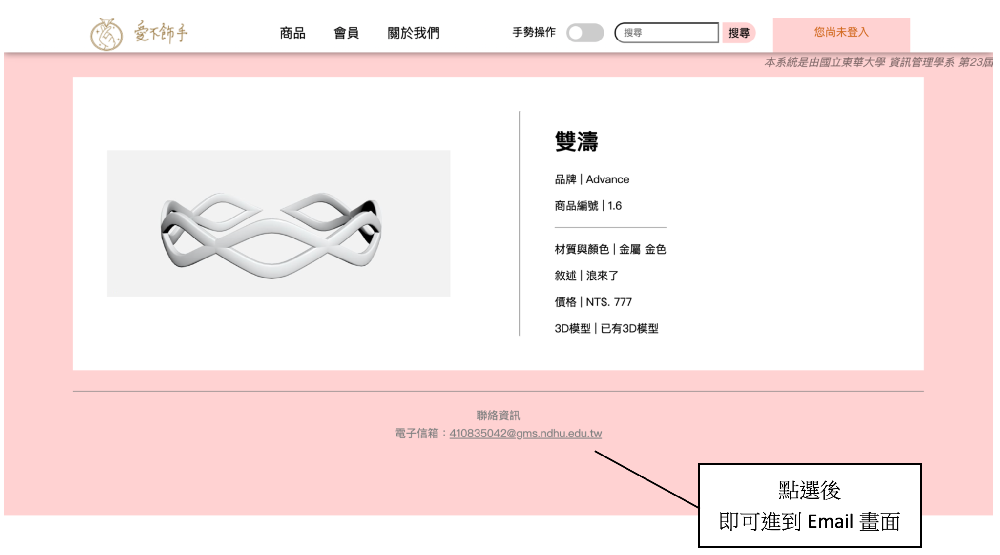 愛不飾手
商品 會員 關於我們 手勢操作 搜尋 搜尋 您尚未登入
本系統是由國立東華大學 資訊管理學系 第23屆
雙濤
品牌 | Advance
商品編號 | 1.6
材質與顏色 | 金屬 金色
敘述 | 浪來了
價格 | NT$. 777
3D模型 | 已有3D模型
聯絡資訊
電子信箱：410835042@gms.ndhu.edu.tw
點選後
即可進到 Email 畫面